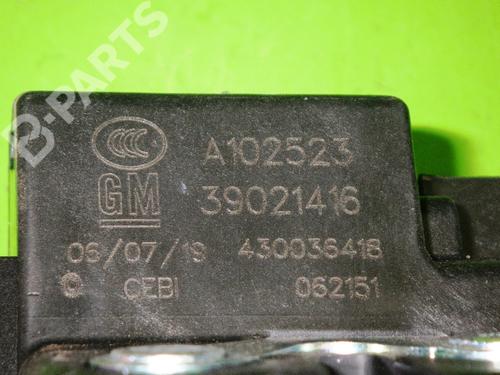 B-PARTS
CCC
A102523
GM
39021416
06/07/19 430036418
© CEBI 062151